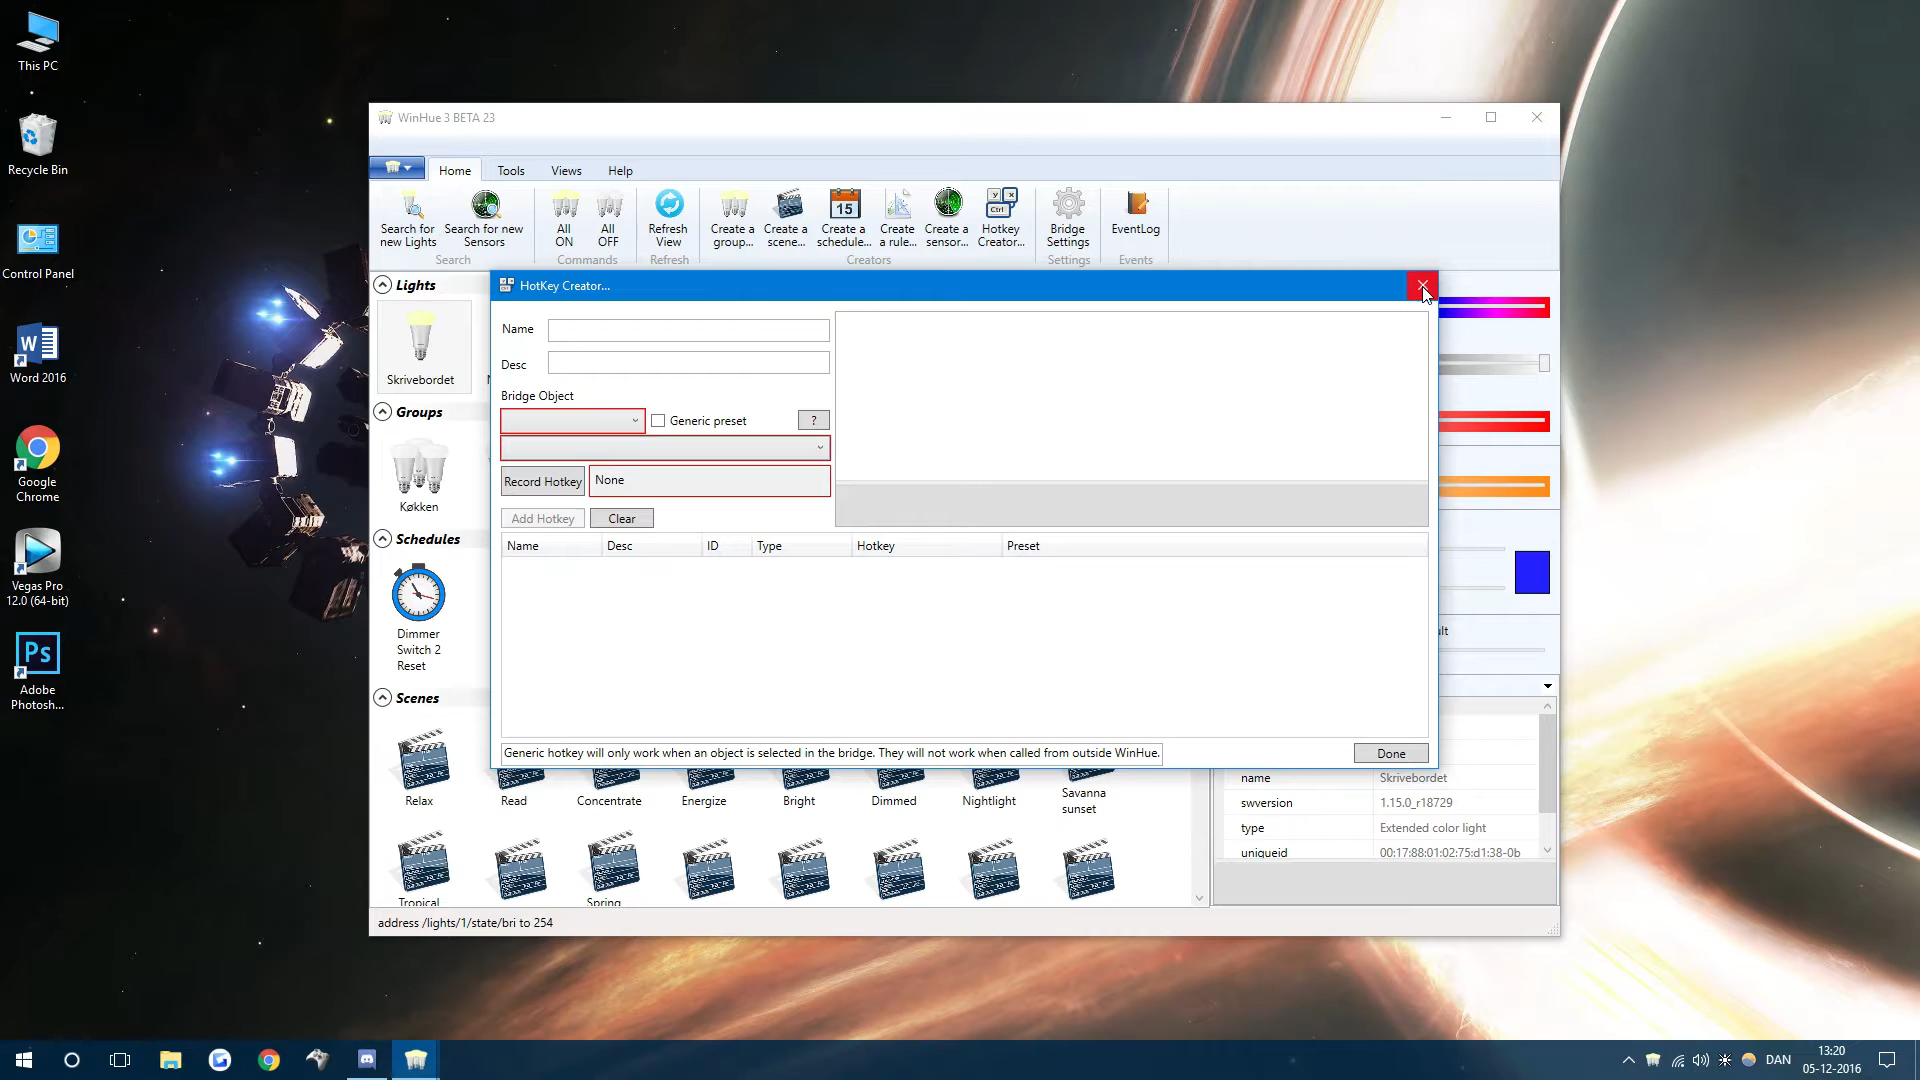 This PC
Recycle Bin
Control Panel
Word 2016
Google
Chrome
Vegas Pro
12.0 (64-bit)
Ps
Adobe
Photosh...
WinHue 3 BETA 23
Home
Tools
Views
Help
Search for
new Lights
Search for new
Sensors
Search
All
ON
All
OFF
Commands
Refresh
View
Refresh
Create a
group...
Create a
scene...
15
Create a
schedule...
Create
a rule...
Create a
sensor...
Ctrl
Hotkey
Creator...
Creators
Bridge
Settings
Settings
EventLog
Events
Lights
Skrivebordet
Groups
Køkken
Schedules
Dimmer
Switch 2
Reset
Scenes
Relax
Read
Concentrate
Energize
Bright
Dimmed
Nightlight
Savanna
sunset
Tropical
Spring
HotKey Creator...
Name
Desc
Bridge Object
Generic preset
?
Record Hotkey
None
Add Hotkey
Clear
Name
Desc
ID
Type
Hotkey
Preset
Generic hotkey will only work when an object is selected in the bridge. They will not work when called from outside WinHue.
Done
ult
name
Skrivebordet
swversion
1.15.0_r18729
type
Extended color light
uniqueid
00:17:88:01:02:75:d1:38-0b
address /lights/1/state/bri to 254
DAN
13:20
05-12-2016